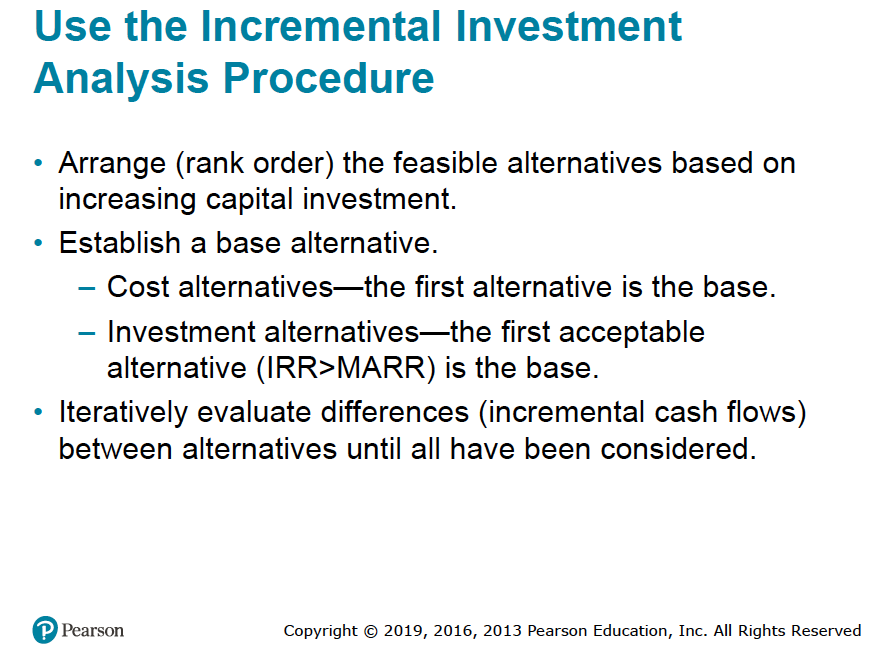 Use the Incremental Investment
Analysis Procedure
• Arrange (rank order) the feasible alternatives based on
increasing capital investment.
• Establish a base alternative.
– Cost alternatives—the first alternative is the base.
– Investment alternatives—the first acceptable
alternative (IRR>MARR) is the base.
• Iteratively evaluate differences (incremental cash flows)
between alternatives until all have been considered.
P Pearson
Copyright © 2019, 2016, 2013 Pearson Education, Inc. All Rights Reserved